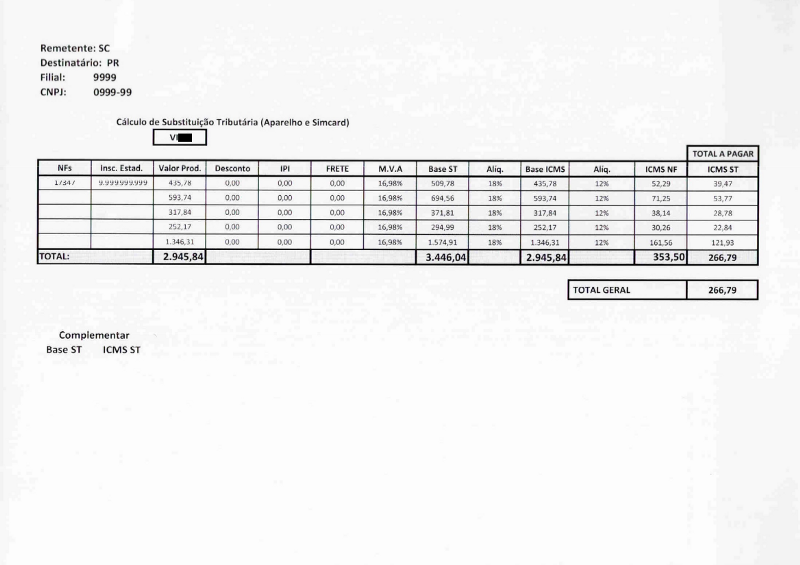 Remetente: SC
Destinatário: PR
Filial: 9999
CNPJ: 0999-99
Cálculo de Substituição Tributária (Aparelho e Simcard)
TOTAL A PAGAR
NFs Insc. Estad. Valor Prod. Desconto IPI FRETE M.V.A Base ST Alíq. Base ICMS Alíq. ICMS NF ICMS ST
17347 9.999999.999 435,78 0,00 0,00 0,00 16,98% 509,78 18% 435,78 12% 52,29 39,47
593,74 0,00 0,00 0,00 16,98% 694,56 18% 593,74 12% 71,25 53,77
317,84 0,00 0,00 0,00 16,98% 371,81 18% 317,84 12% 38,14 28,78
252,17 0,00 0,00 0,00 16,98% 294,99 18% 252,17 12% 30,26 22,84
1.346,31 0,00 0,00 0,00 16,98% 1.574,91 18% 1.346,31 12% 161,56 121,93
TOTAL: 2.945,84 3.446,04 2.945,84 353,50 266,79
TOTAL GERAL 266,79
Complementar
Base ST ICMS ST